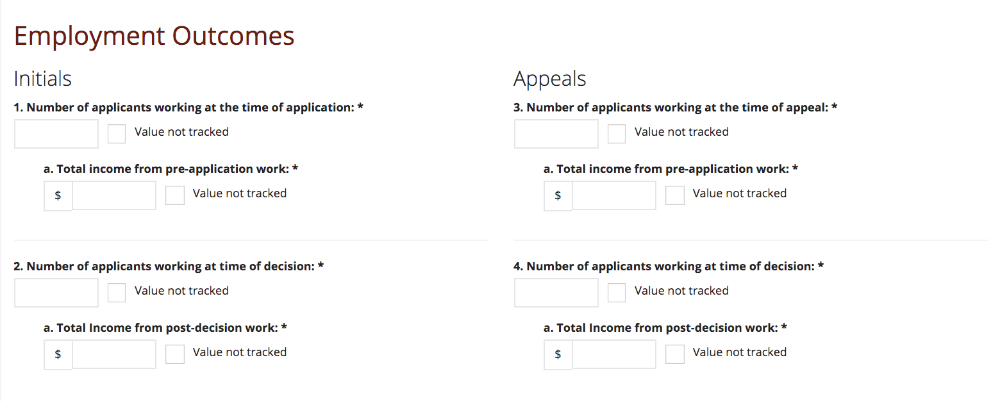 Employment Outcomes
Initials
1. Number of applicants working at the time of application: *
Value not tracked
a. Total income from pre-application work: *
$
Value not tracked
2. Number of applicants working at time of decision: *
Value not tracked
a. Total Income from post-decision work: *
$
Value not tracked
Appeals
3. Number of applicants working at the time of appeal: *
Value not tracked
a. Total income from pre-application work: *
$
Value not tracked
4. Number of applicants working at time of decision: *
Value not tracked
a. Total Income from post-decision work: *
$
Value not tracked